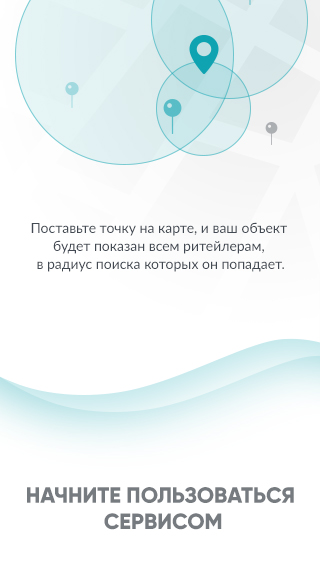 Поставьте точку на карте, и ваш объект
будет показан всем ритейлерам,
в радиус поиска которых он попадает.
НАЧНИТЕ ПОЛЬЗОВАТЬСЯ
СЕРВИСОМ